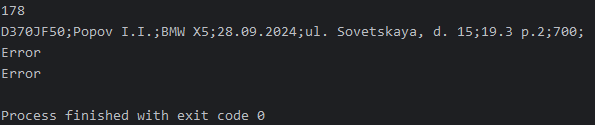 178
D370JF50;Popov I.I.;BMW X5;28.09.2024;ul. Sovetskaya, d. 15;19.3 p.2;700;
Error
Error
Process finished with exit code 0